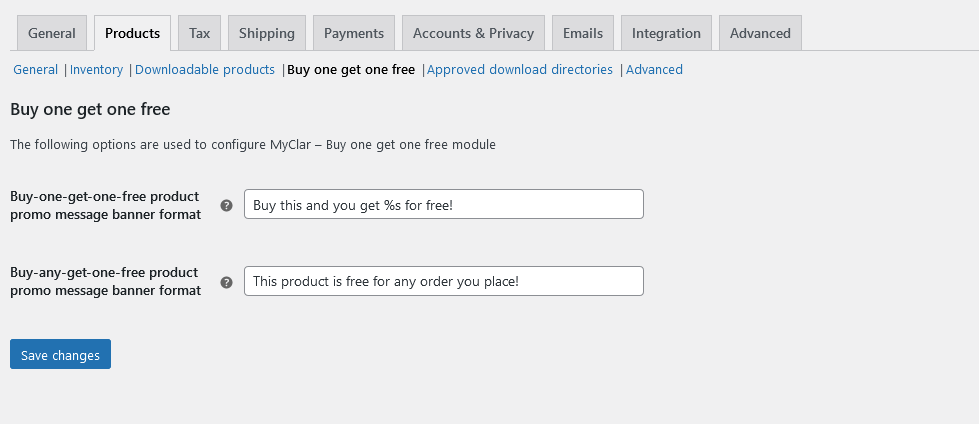 General Products Tax Shipping Payments Accounts & Privacy Emails Integration Advanced
General | Inventory | Downloadable products | Buy one get one free | Approved download directories | Advanced
Buy one get one free
The following options are used to configure MyClar – Buy one get one free module
Buy-one-get-one-free product
promo message banner format
?
Buy this and you get %s for free!
Buy-any-get-one-free product
promo message banner format
?
This product is free for any order you place!
Save changes